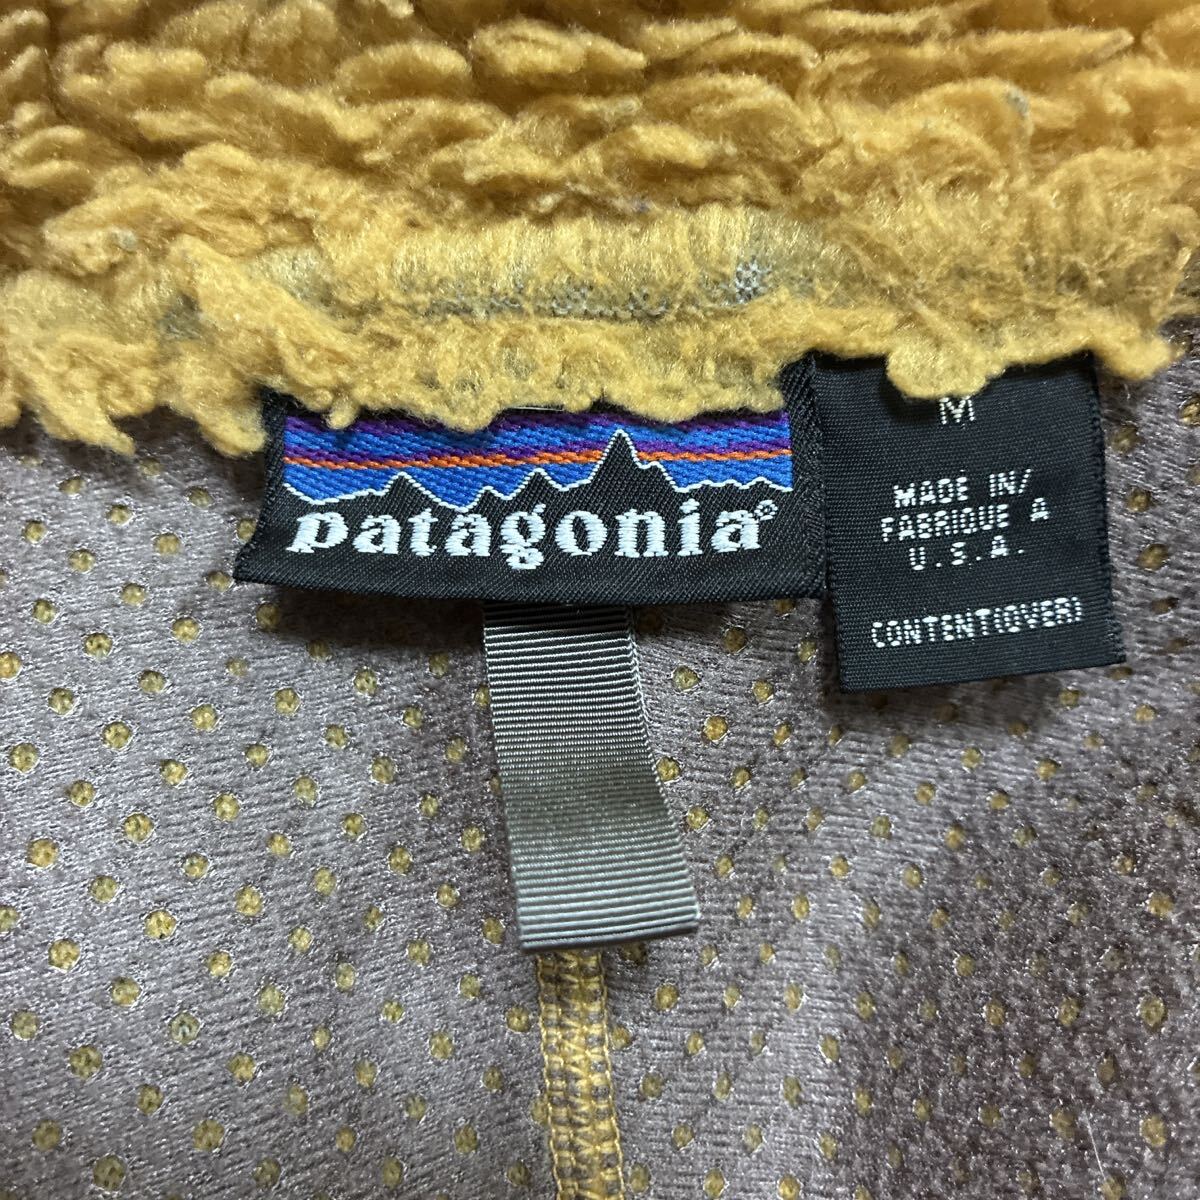 patagonia®
M
MADE IN/
FABRIQUE A
U.S.A.
CONTENT(OVER)